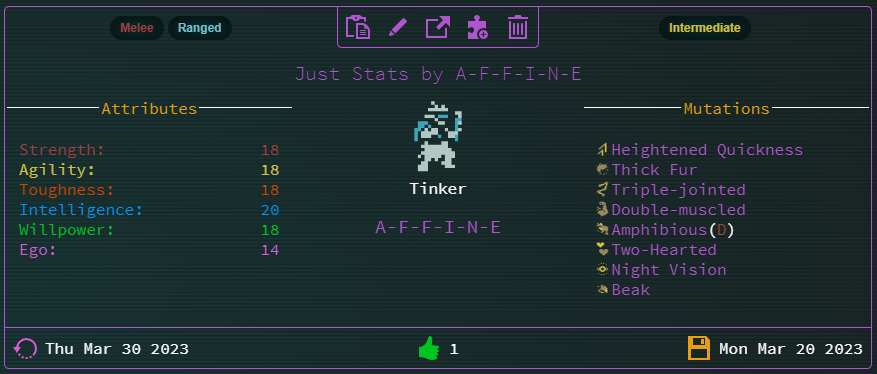 Melee Ranged Intermediate
Just Stats by A-F-F-I-N-E
Attributes
Strength: 18
Agility: 18
Toughness: 18
Intelligence: 20
Willpower: 18
Ego: 14
Tinker
A-F-F-I-N-E
Mutations
Heightened Quickness
Thick Fur
Triple-jointed
Double-muscled
Amphibious(D)
Two-Hearted
Night Vision
Beak
Thu Mar 30 2023 1 Mon Mar 20 2023